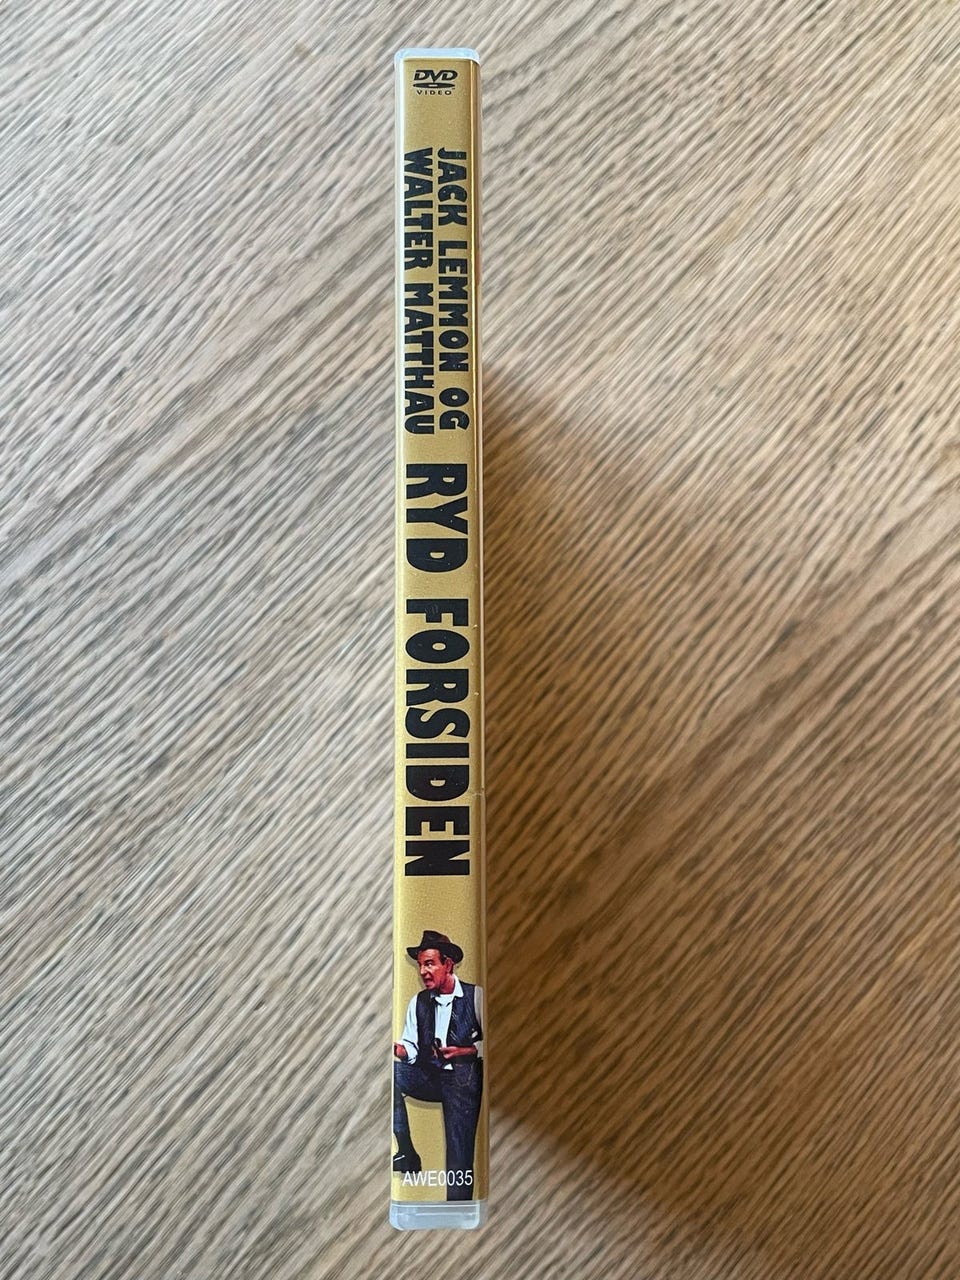 DVD
VIDEO
JACK LEMMON OG
WALTER MATTHAU
RYD FORSIDEN
AWE0035